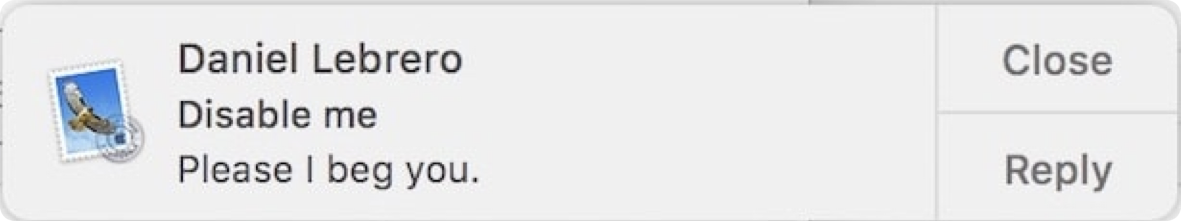 Daniel Lebrero
Disable me
Please I beg you.
Close
Reply